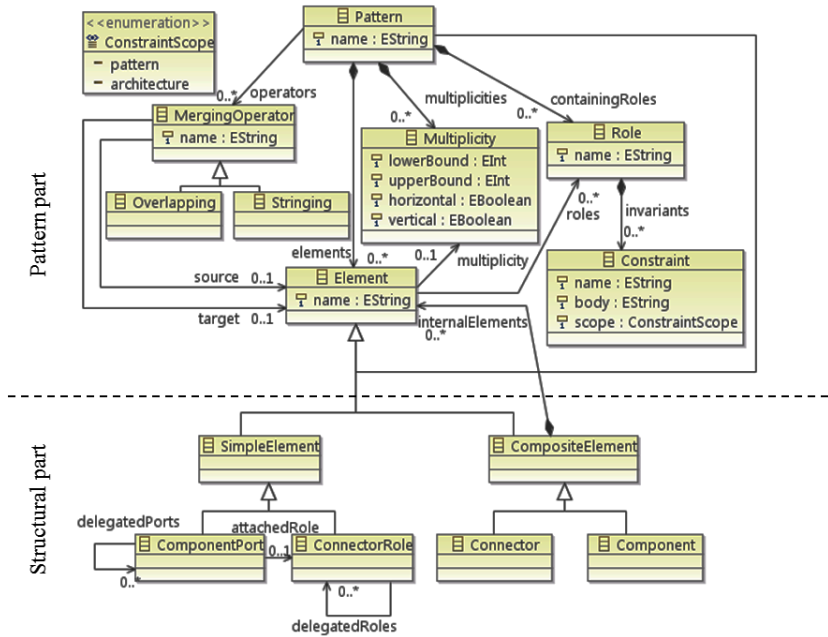 <<enumeration>>
ConstraintScope
pattern
architecture
Pattern
name : EString
operators
0..*
multiplicities
0..*
containingRoles
0..*
MergingOperator
name : EString
Multiplicity
lowerBound : EInt
upperBound : EInt
horizontal : EBoolean
vertical : EBoolean
Role
name : EString
Overlapping
Stringing
0..*
roles
invariants
0..*
Pattern part
elements
0..*
0..1
multiplicity
Constraint
name : EString
body : EString
scope : ConstraintScope
source 0..1
target 0..1
Element
name : EString
internalElements
0..*
Structural part
SimpleElement
CompositeElement
delegatedPorts
0..*
attachedRole
0..1
ComponentPort
ConnectorRole
Connector
Component
0..*
delegatedRoles